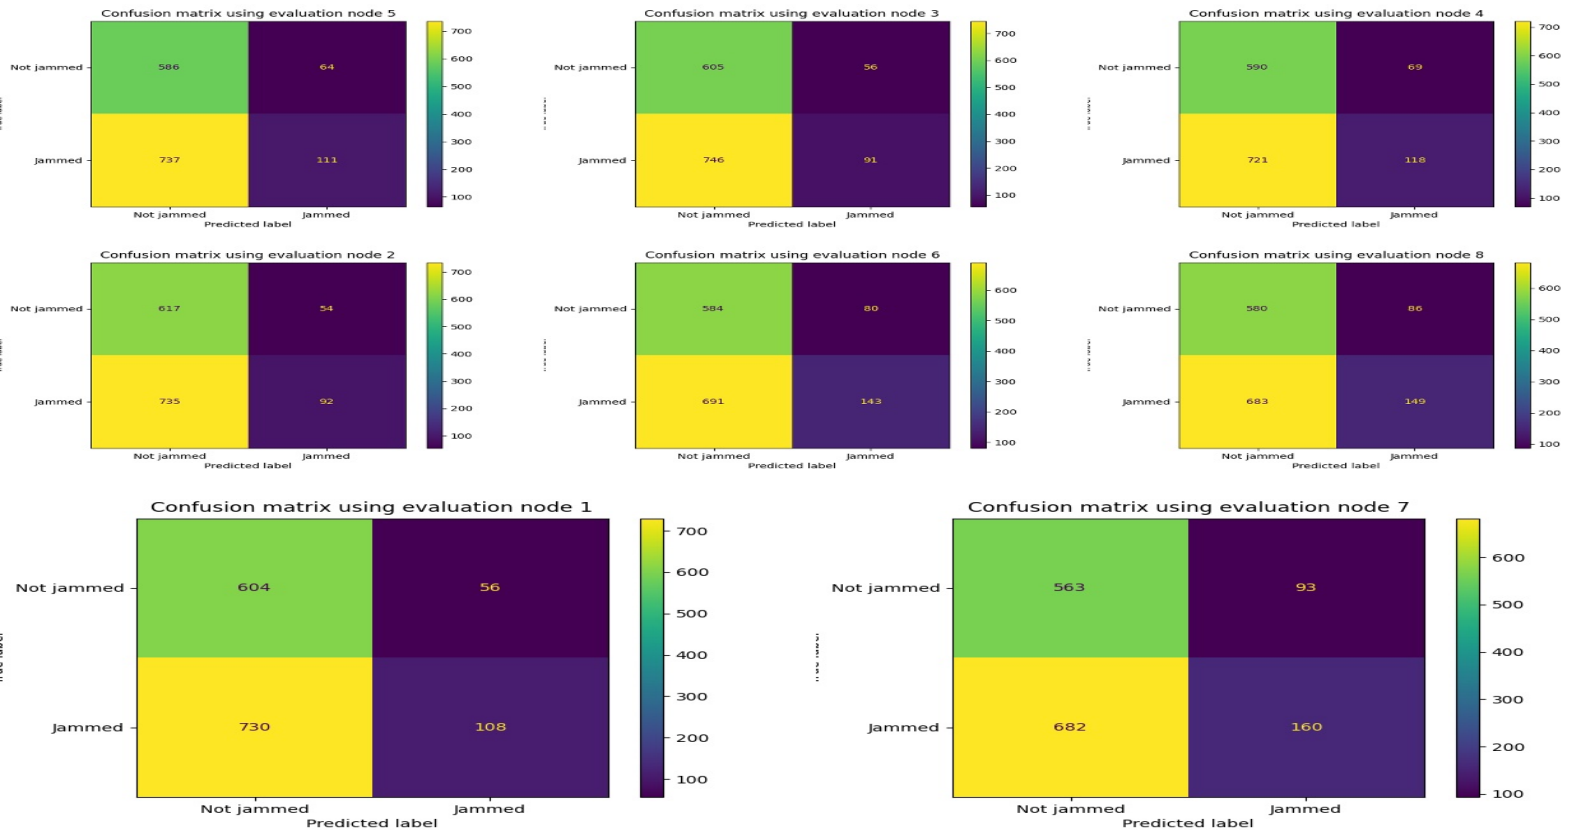 Confusion matrix using evaluation node 5
Not jammed 586 64
Jammed 737 111
Not jammed Jammed
Predicted label
700
600
500
400
300
200
100
Confusion matrix using evaluation node 3
Not jammed 605 56
Jammed 746 91
Not jammed Jammed
Predicted label
700
600
500
400
300
200
100
Confusion matrix using evaluation node 4
Not jammed 590 69
Jammed 721 118
Not jammed Jammed
Predicted label
700
600
500
400
300
200
100
Confusion matrix using evaluation node 2
Not jammed 617 54
Jammed 735 92
Not jammed Jammed
Predicted label
700
600
500
400
300
200
100
Confusion matrix using evaluation node 6
Not jammed 584 80
Jammed 691 143
Not jammed Jammed
Predicted label
600
500
400
300
200
100
Confusion matrix using evaluation node 8
Not jammed 580 86
Jammed 683 149
Not jammed Jammed
Predicted label
600
500
400
300
200
100
Confusion matrix using evaluation node 1
Not jammed 604 56
Jammed 730 108
Not jammed Jammed
Predicted label
700
600
500
400
300
200
100
Confusion matrix using evaluation node 7
Not jammed 563 93
Jammed 682 160
Not jammed Jammed
Predicted label
600
500
400
300
200
100